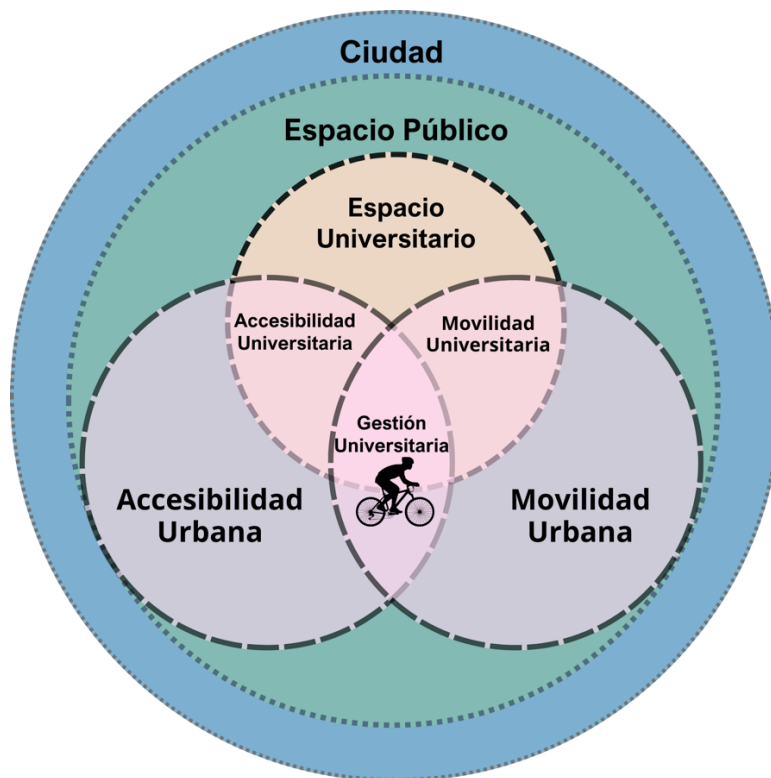 Ciudad
Espacio Público
Espacio
Universitario
Accesibilidad
Universitaria
Movilidad
Universitaria
Gestión
Universitaria
Accesibilidad
Urbana
Movilidad
Urbana